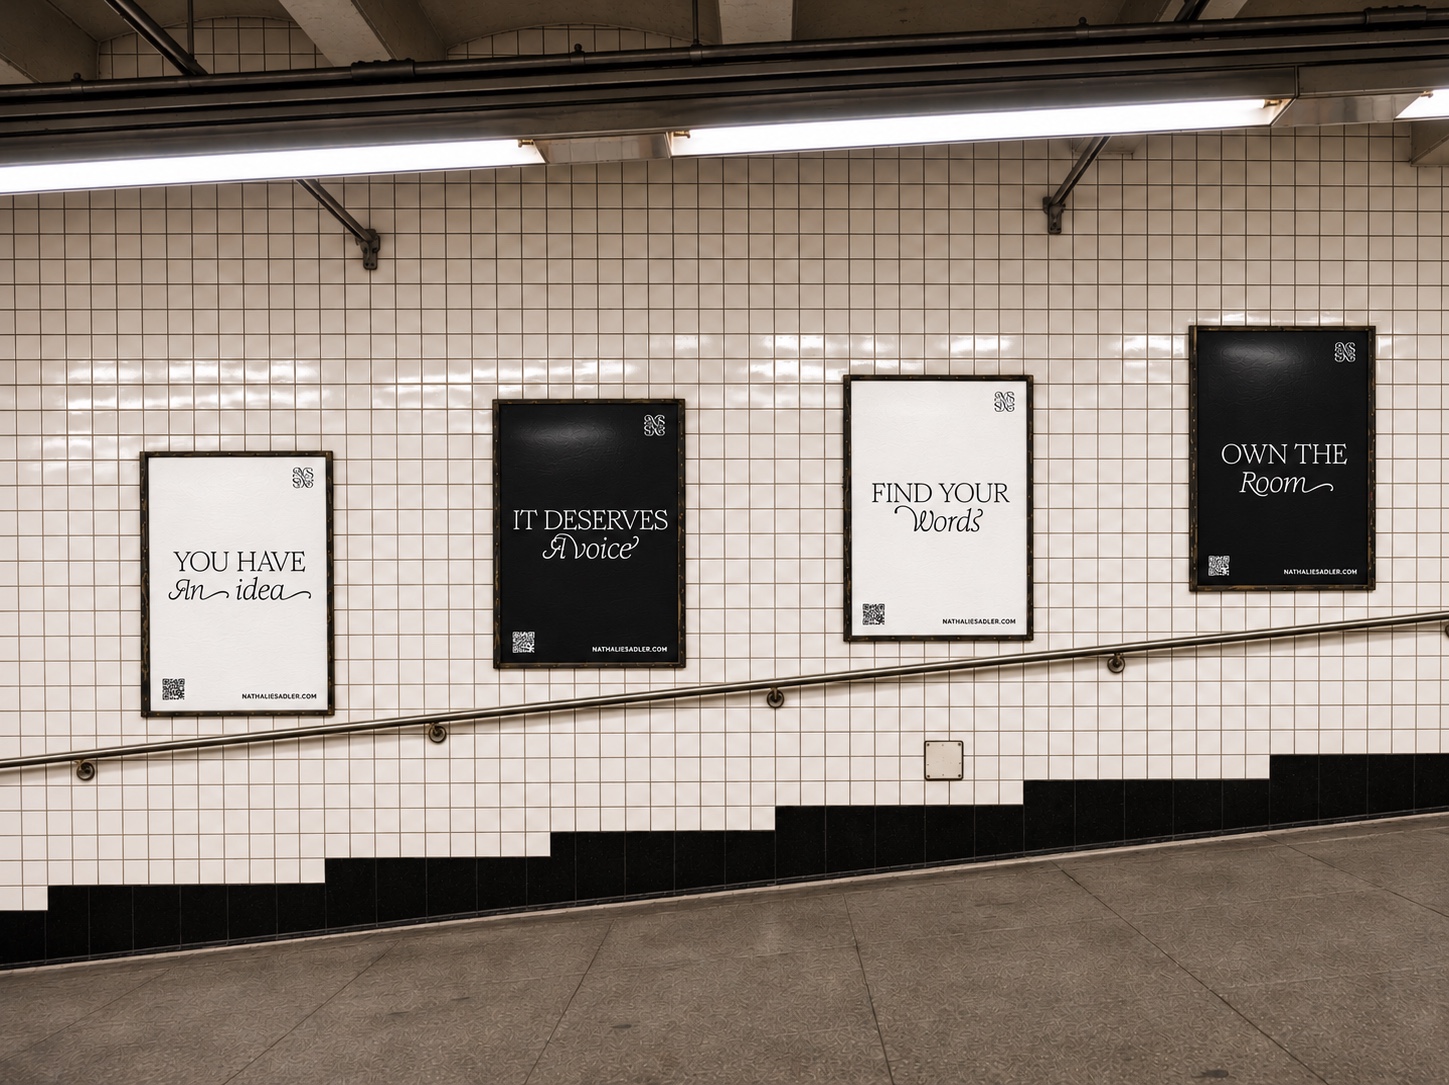 YOU HAVE
An idea
NATHALIESADLER.COM
IT DESERVES
A voice
NATHALIESADLER.COM
FIND YOUR
Words
NATHALIESADLER.COM
OWN THE
Room
NATHALIESADLER.COM